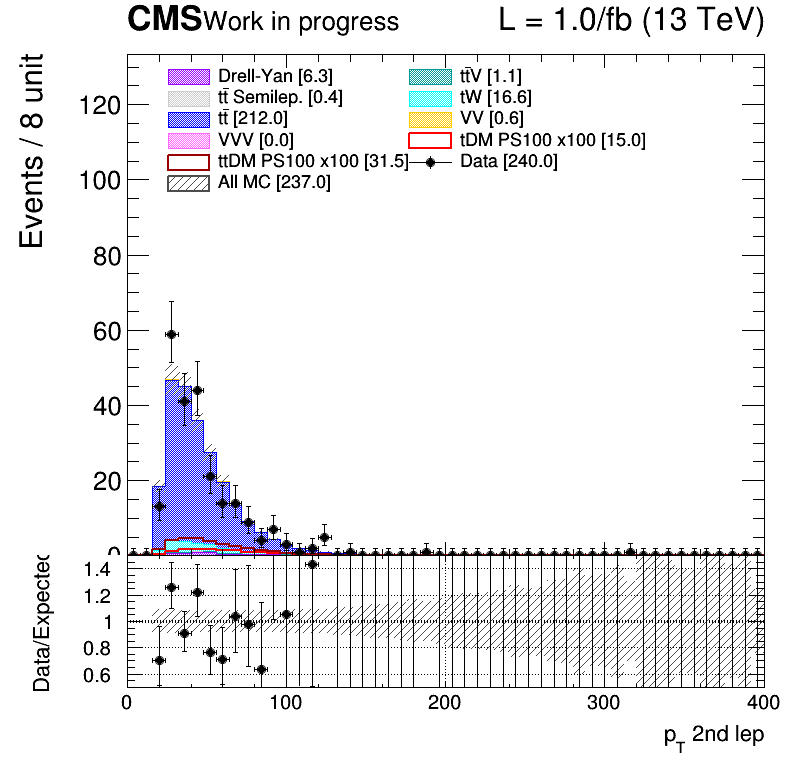 CMS Work in progress L = 1.0/fb (13 TeV)
Events / 8 unit
Drell-Yan [6.3] tt̄V [1.1]
tt̄ Semilep. [0.4] tW [16.6]
tt̄ [212.0] VV [0.6]
VVV [0.0] tDM PS100 x100 [15.0]
ttDM PS100 x100 [31.5] Data [240.0]
All MC [237.0]
120
100
80
60
40
20
0
Data/Expected
1.4
1.2
1
0.8
0.6
0 100 200 300 400
p_T 2nd lep